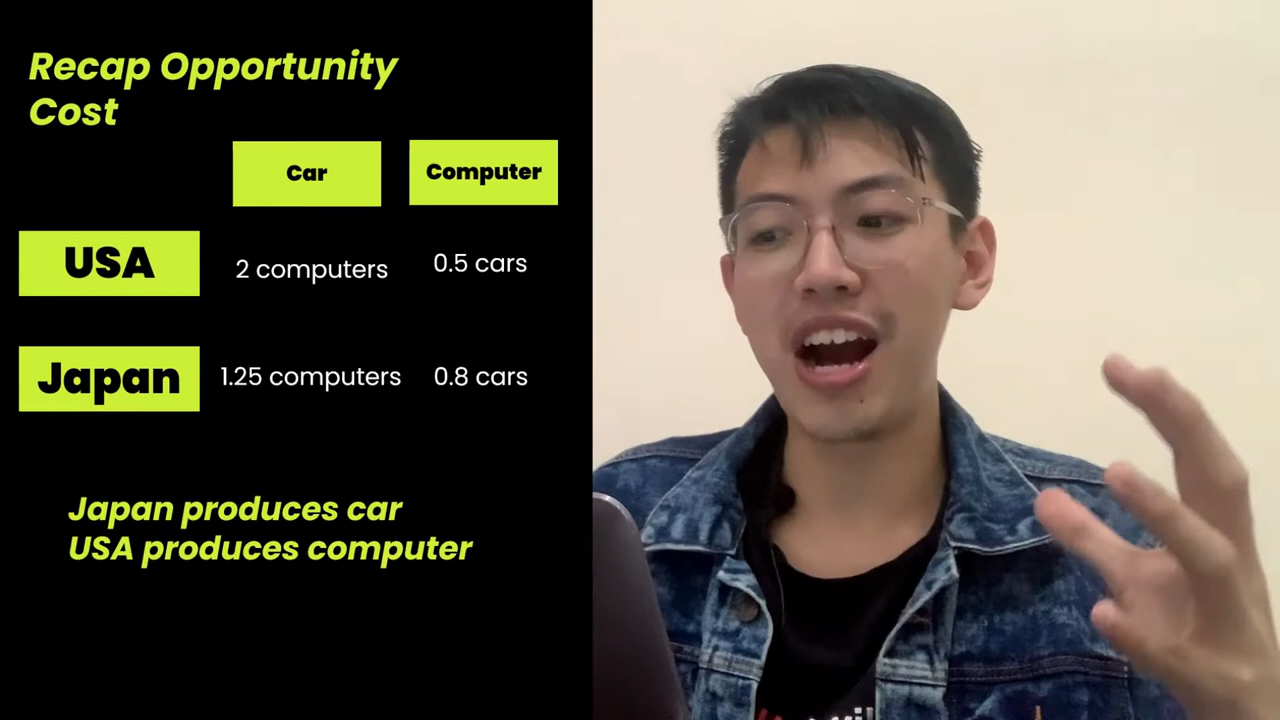 Recap Opportunity
Cost
Car
Computer
USA
2 computers
0.5 cars
Japan
1.25 computers
0.8 cars
Japan produces car
USA produces computer